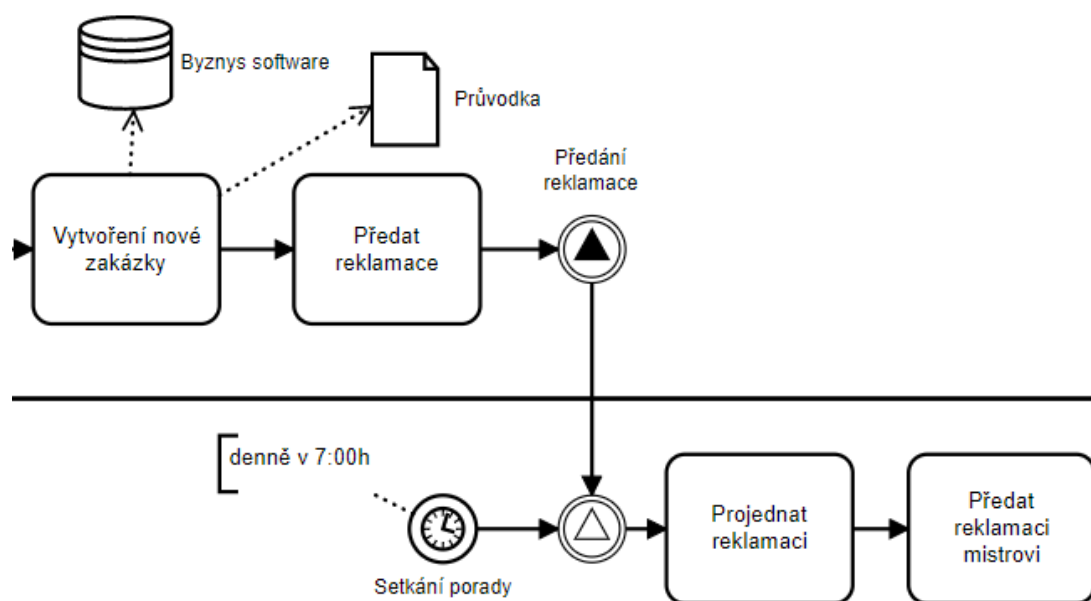 Byznys software
Průvodka
Předání
reklamace
Vytvoření nové
zakázky
Předat
reklamace
denně v 7:00h
Setkání porady
Projednat
reklamaci
Předat
reklamaci
mistrovi